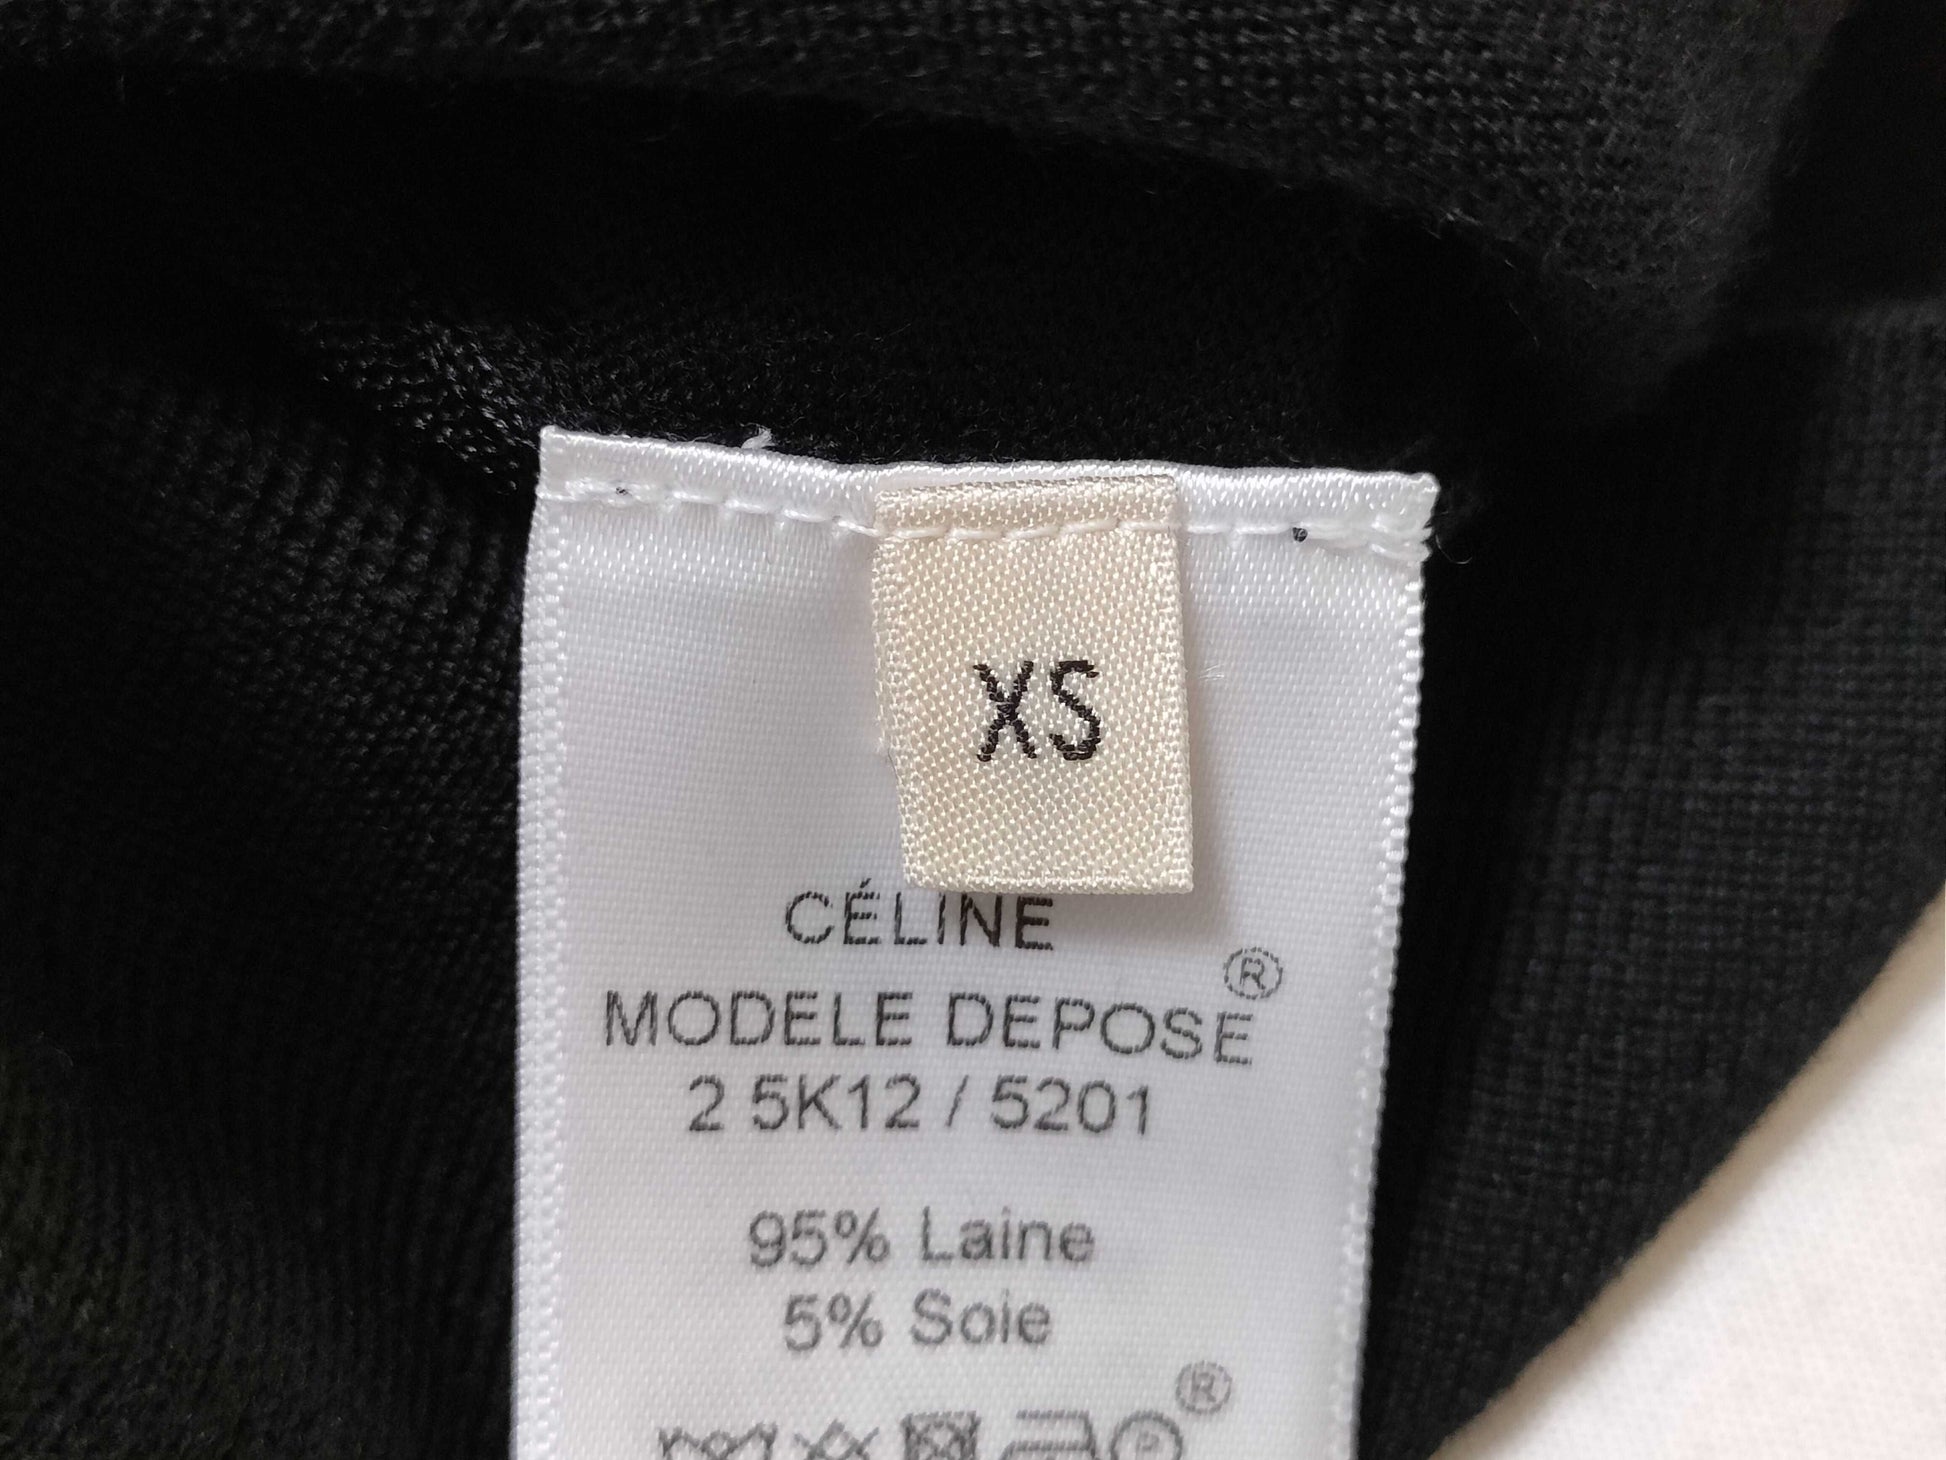 XS
CÉLINE
MODELE DEPOSE®
2 5K12 / 5201
95% Laine
5% Soie
®
P